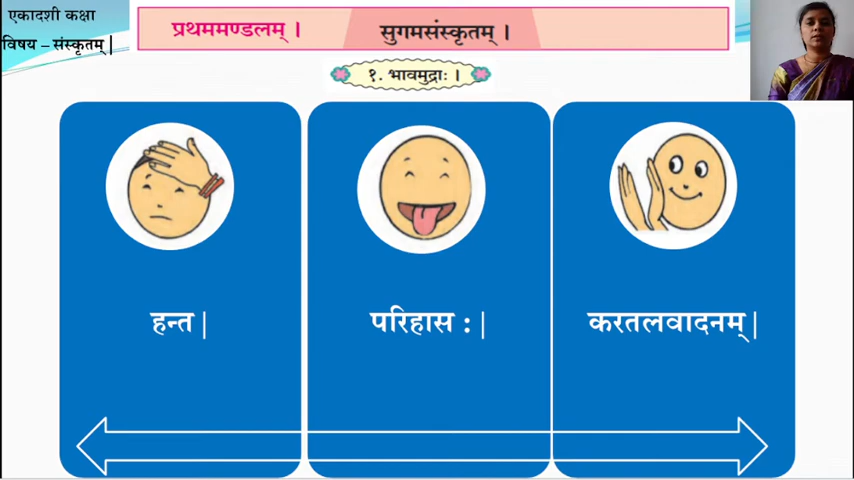 एकादशी कक्षा
विषय – संस्कृतम् |
प्रथममण्डलम् ।
सुगमसंस्कृतम् ।
१. भावमुद्राः ।
हन्त |
परिहास : |
करतलवादनम् |